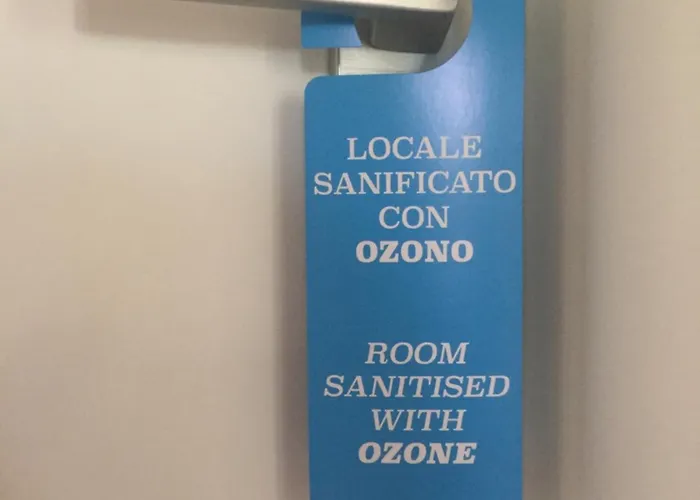 LOCALE
SANIFICATO
CON
OZONO
ROOM
SANITISED
WITH
OZONE